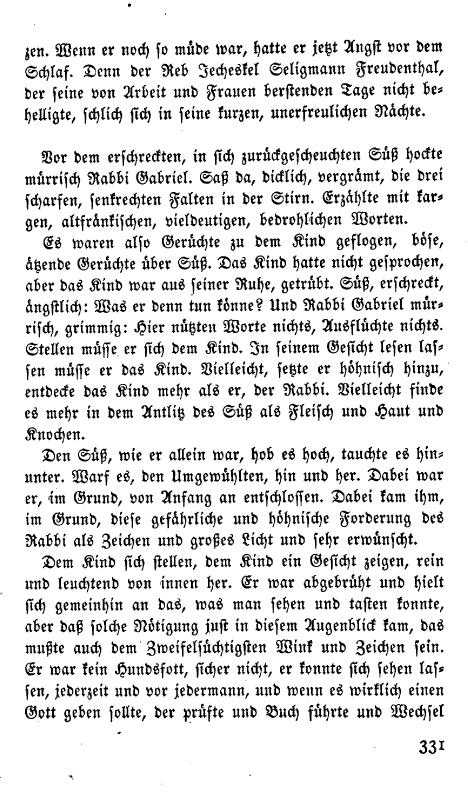 zen. Wenn er noch so müde war, hatte er jetzt Angst vor dem
Schlaf. Denn der Reb Jecheskel Seligmann Freudenthal,
der seine von Arbeit und Frauen berstenden Tage nicht be-
helligte, schlich sich in seine kurzen, unerfreulichen Nächte.
Vor dem erschreckten, in sich zurückgescheuchten Süß hockte
mürrisch Rabbi Gabriel. Saß da, dicklich, vergrämt, die drei
scharfen, senkrechten Falten in der Stirn. Erzählte mit kar-
gen, altfränkischen, vieldeutigen, bedrohlichen Worten.
Es waren also Gerüchte zu dem Kind geflogen, böse,
ätzende Gerüchte über Süß. Das Kind hatte nicht gesprochen,
aber das Kind war aus seiner Ruhe, getrübt. Süß, erschreckt,
ängstlich: Was er denn tun könne? Und Rabbi Gabriel mür-
risch, grimmig: Hier nützten Worte nichts, Ausflüchte nichts.
Stellen müsse er sich dem Kind. In seinem Gesicht lesen las-
sen müsse er das Kind. Vielleicht, setzte er höhnisch hinzu,
entdecke das Kind mehr als er, der Rabbi. Vielleicht finde
es mehr in dem Antlitz des Süß als Fleisch und Haut und
Knochen.
Den Süß, wie er allein war, hob es hoch, tauchte es hin-
unter. Warf es, den Umgewühlten, hin und her. Dabei war
er, im Grund, von Anfang an entschlossen. Dabei kam ihm,
im Grund, diese gefährliche und höhnische Forderung des
Rabbi als Zeichen und großes Licht und sehr erwünscht.
Dem Kind sich stellen, dem Kind ein Gesicht zeigen, rein
und leuchtend von innen her. Er war abgebrüht und hielt
sich gemeinhin an das, was man sehen und tasten konnte,
aber daß solche Nötigung just in diesem Augenblick kam, das
mußte auch dem Zweifelsüchtigsten Wink und Zeichen sein.
Er war kein Hundsfott, sicher nicht, er konnte sich sehen las-
sen, jederzeit und vor jedermann, und wenn es wirklich einen
Gott geben sollte, der prüfte und Buch führte und Wechsel
331